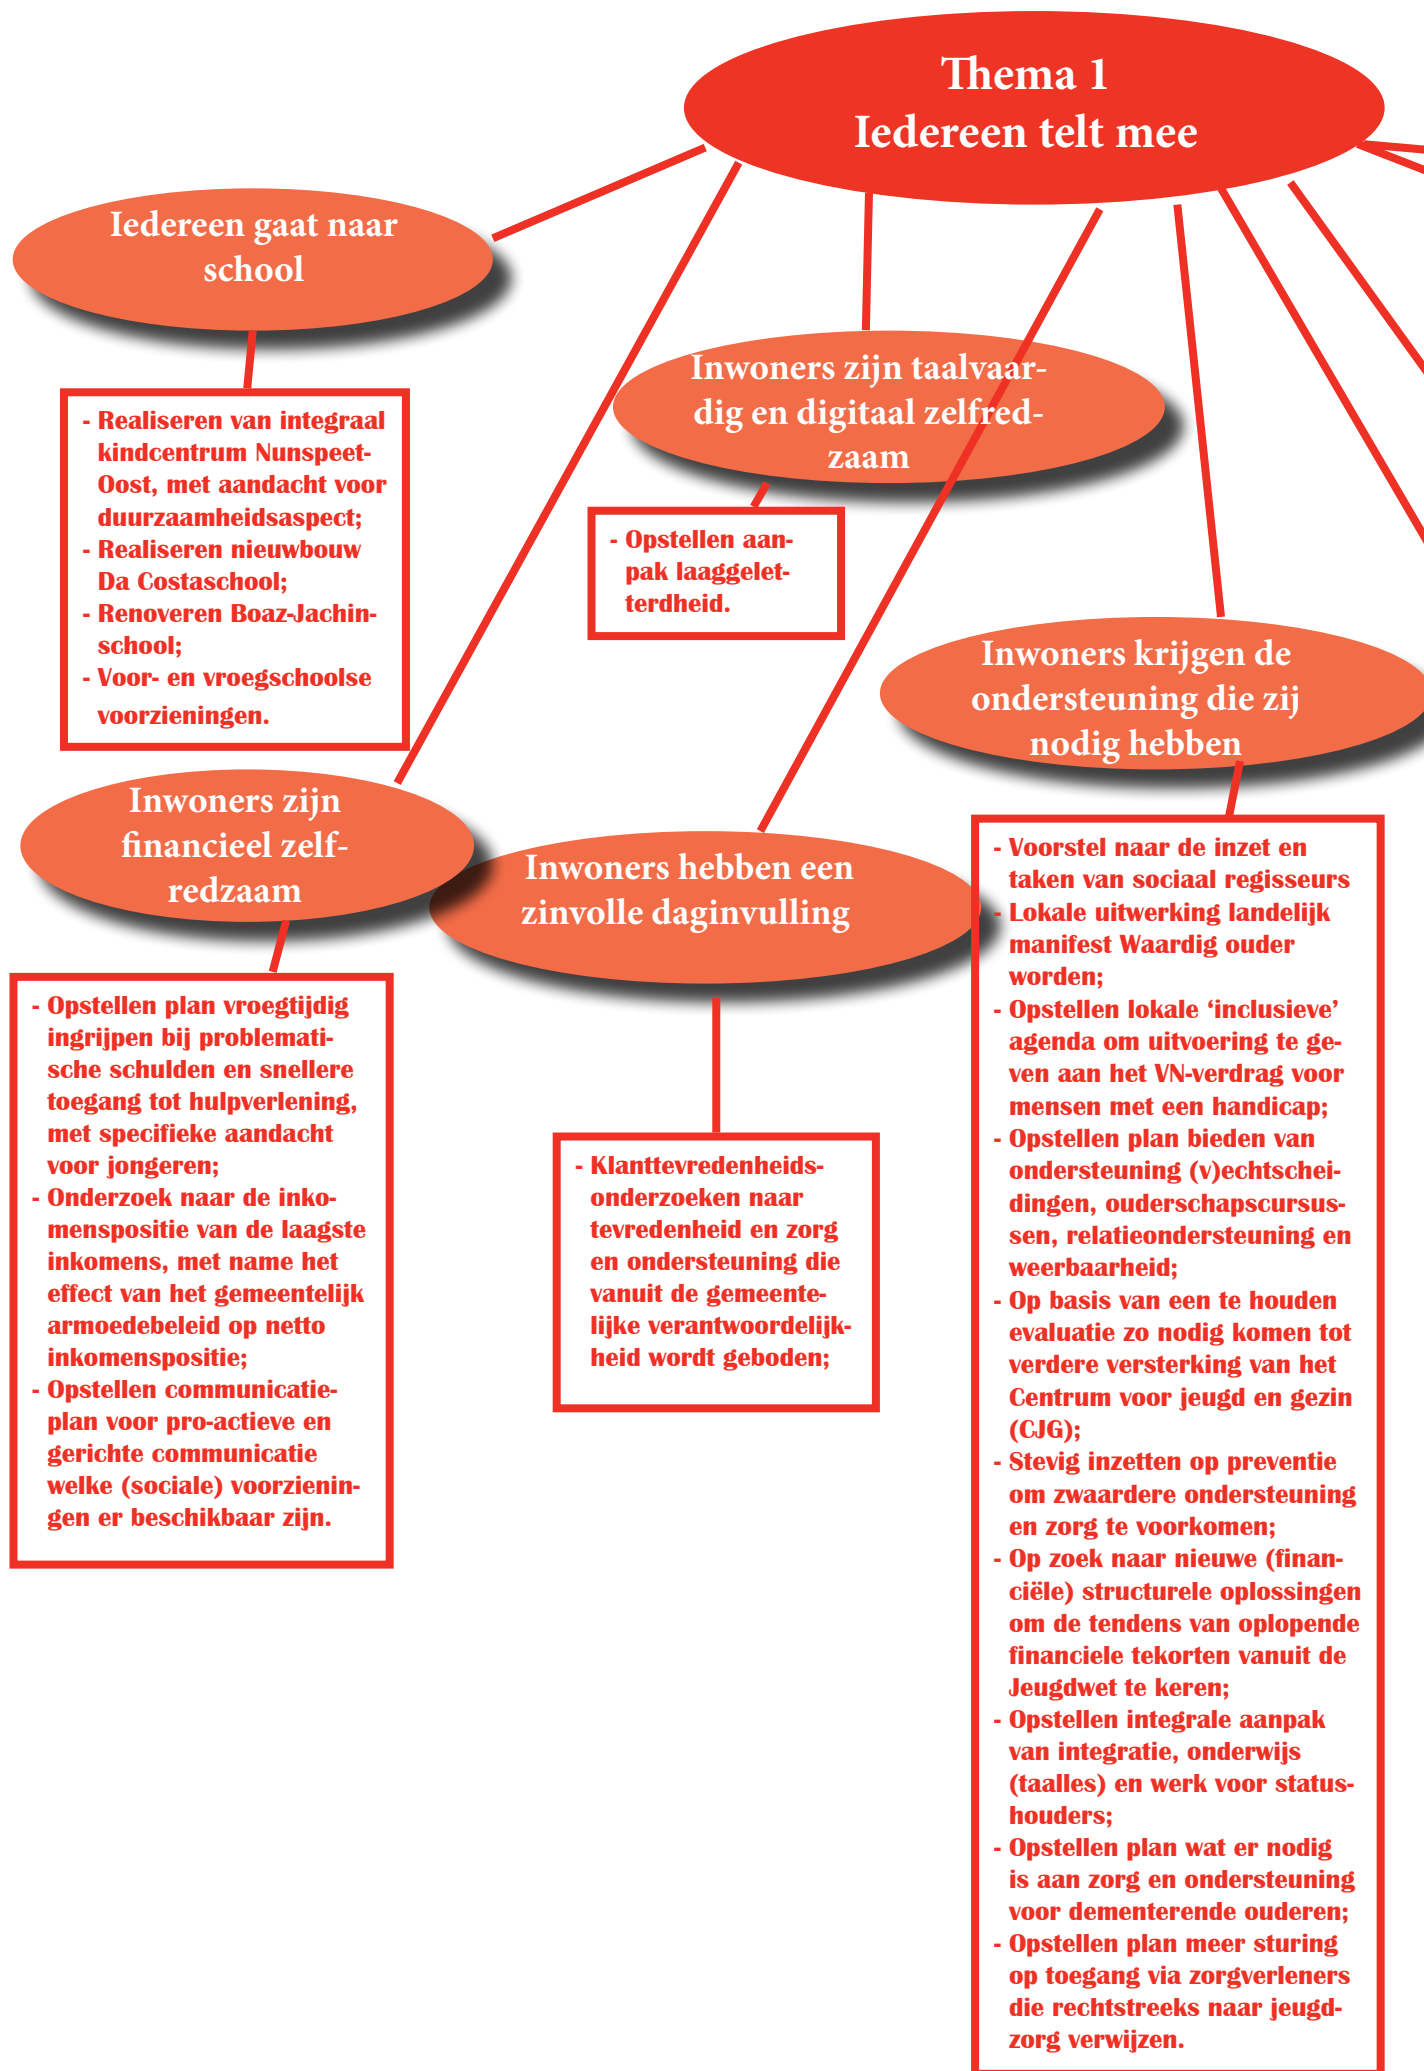 Thema 1
Iedereen telt mee
Iedereen gaat naar
school
- Realiseren van integraal
kindcentrum Nunspeet-
Oost, met aandacht voor
duurzaamheidsaspect;
- Realiseren nieuwbouw
Da Costaschool;
- Renoveren Boaz-Jachin-
school;
- Voor- en vroegschoolse
voorzieningen.
Inwoners zijn taalvaar-
dig en digitaal zelfred-
zaam
- Opstellen aan-
pak laaggelet-
terdheid.
Inwoners krijgen de
ondersteuning die zij
nodig hebben
Inwoners zijn
financieel zelf-
redzaam
- Opstellen plan vroegtijdig
ingrijpen bij problemati-
sche schulden en snellere
toegang tot hulpverlening,
met specifieke aandacht
voor jongeren;
- Onderzoek naar de inko-
menspositie van de laagste
inkomens, met name het
effect van het gemeentelijk
armoedebeleid op netto
inkomenspositie;
- Opstellen communicatie-
plan voor pro-actieve en
gerichte communicatie
welke (sociale) voorzienin-
gen er beschikbaar zijn.
Inwoners hebben een
zinvolle daginvulling
- Klanttevredenheids-
onderzoeken naar
tevredenheid en zorg
en ondersteuning die
vanuit de gemeente-
lijke verantwoordelijk-
heid wordt geboden;
- Voorstel naar de inzet en
taken van sociaal regisseurs
- Lokale uitwerking landelijk
manifest Waardig ouder
worden;
- Opstellen lokale ‘inclusieve’
agenda om uitvoering te ge-
ven aan het VN-verdrag voor
mensen met een handicap;
- Opstellen plan bieden van
ondersteuning (v)echtschei-
dingen, ouderschapscursus-
sen, relatieondersteuning en
weerbaarheid;
- Op basis van een te houden
evaluatie zo nodig komen tot
verdere versterking van het
Centrum voor jeugd en gezin
(CJG);
- Stevig inzetten op preventie
om zwaardere ondersteuning
en zorg te voorkomen;
- Op zoek naar nieuwe (finan-
ciële) structurele oplossingen
om de tendens van oplopende
financiele tekorten vanuit de
Jeugdwet te keren;
- Opstellen integrale aanpak
van integratie, onderwijs
(taalles) en werk voor status-
houders;
- Opstellen plan wat er nodig
is aan zorg en ondersteuning
voor dementerende ouderen;
- Opstellen plan meer sturing
op toegang via zorgverleners
die rechtstreeks naar jeugd-
zorg verwijzen.